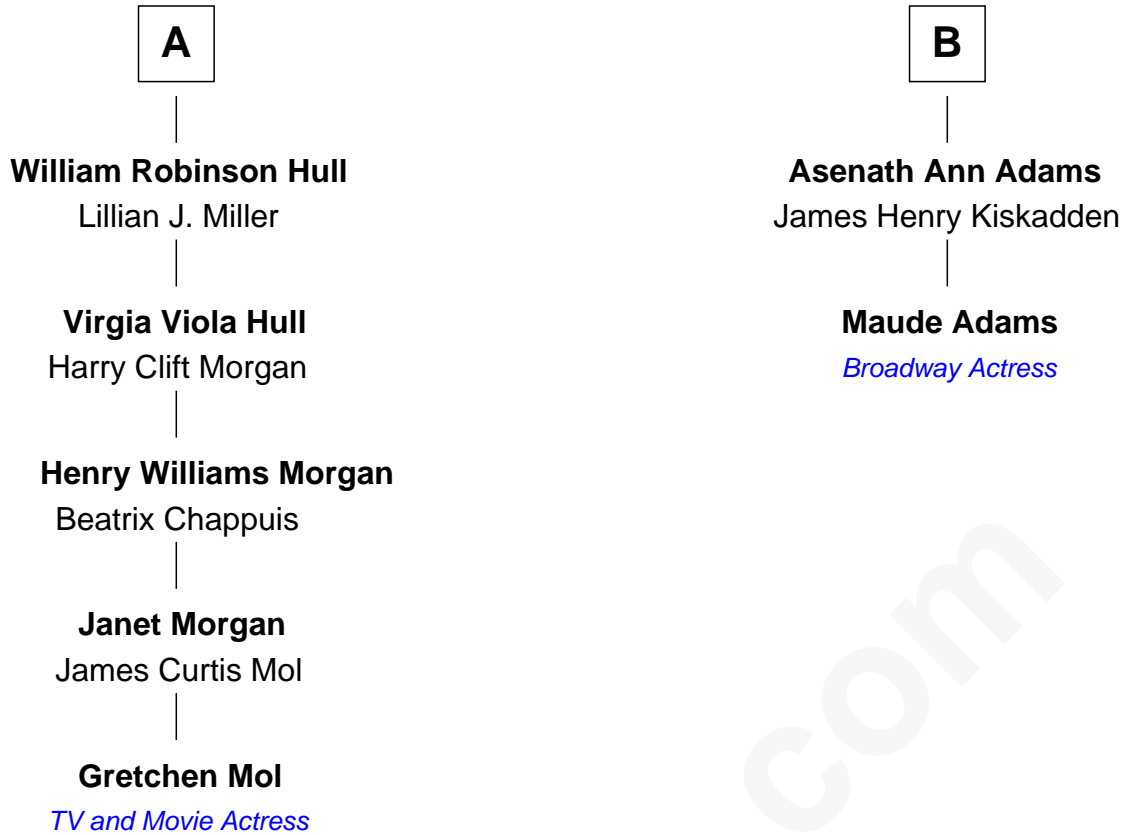 A
William Robinson Hull
Lillian J. Miller
Virgia Viola Hull
Harry Clift Morgan
Henry Williams Morgan
Beatrix Chappuis
Janet Morgan
James Curtis Mol
Gretchen Mol
TV and Movie Actress
B
Asenath Ann Adams
James Henry Kiskadden
Maude Adams
Broadway Actress
com